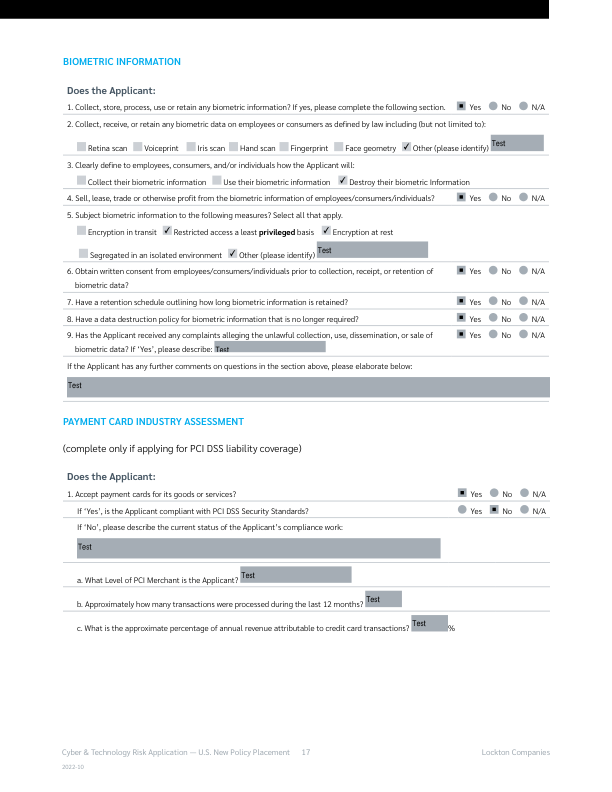 BIOMETRIC INFORMATION
Does the Applicant:
1. Collect, store, process, use or retain any biometric information? If yes, please complete the following section. Yes No N/A
2. Collect, receive, or retain any biometric data on employees or consumers as defined by law including (but not limited to):
Retina scan Voiceprint Iris scan Hand scan Fingerprint Face geometry Other (please identify) Test
3. Clearly define to employees, consumers, and/or individuals how the Applicant will:
Collect their biometric information Use their biometric information Destroy their biometric Information
4. Sell, lease, trade or otherwise profit from the biometric information of employees/consumers/individuals? Yes No N/A
5. Subject biometric information to the following measures? Select all that apply.
Encryption in transit Restricted access a least privileged basis Encryption at rest
Segregated in an isolated environment Other (please identify) Test
6. Obtain written consent from employees/consumers/individuals prior to collection, receipt, or retention of Yes No N/A
biometric data?
7. Have a retention schedule outlining how long biometric information is retained? Yes No N/A
8. Have a data destruction policy for biometric information that is no longer required? Yes No N/A
9. Has the Applicant received any complaints alleging the unlawful collection, use, dissemination, or sale of Yes No N/A
biometric data? If ‘Yes’, please describe: Test
If the Applicant has any further comments on questions in the section above, please elaborate below:
Test
PAYMENT CARD INDUSTRY ASSESSMENT
(complete only if applying for PCI DSS liability coverage)
Does the Applicant:
1. Accept payment cards for its goods or services? Yes No N/A
If ‘Yes’, is the Applicant compliant with PCI DSS Security Standards? Yes No N/A
If ‘No’, please describe the current status of the Applicant’s compliance work:
Test
a. What Level of PCI Merchant is the Applicant? Test
b. Approximately how many transactions were processed during the last 12 months? Test
c. What is the approximate percentage of annual revenue attributable to credit card transactions? Test %
Cyber & Technology Risk Application — U.S. New Policy Placement 17 Lockton Companies
2022-10